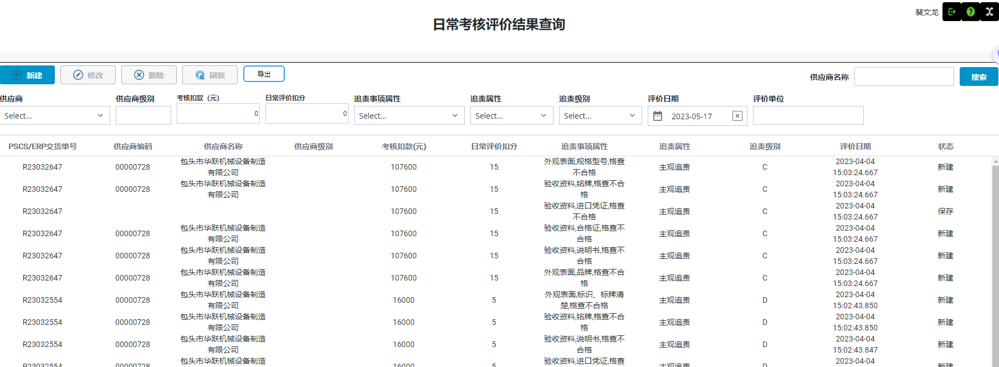 裴文龙
日常考核评价结果查询
新建 修改 删除 刷新 导出 供应商名称 搜索
供应商 供应商级别 考核扣款（元） 日常评价扣分 追责事项属性 追责属性 追责级别 评价日期 评价单位
Select... 0 0 Select... Select... Select... 2023-05-17
PSCS/ERP交货单号 供应商编码 供应商名称 供应商级别 考核扣款(元) 日常评价扣分 追责事项属性 追责属性 追责级别 评价日期 状态
R23032647 00000728 包头市华跃机械设备制造有限公司 107600 15 外观表面,规格型号,格查不合格 主观追责 C 2023-04-04 15:03:24.667 新建
R23032647 00000728 包头市华跃机械设备制造有限公司 107600 15 验收资料,铭牌,格查不合格 主观追责 C 2023-04-04 15:03:24.667 新建
R23032647 107600 15 验收资料,进口凭证,格查不合格 主观追责 C 2023-04-04 15:03:24.667 保存
R23032647 00000728 包头市华跃机械设备制造有限公司 107600 15 验收资料,合格证,格查不合格 主观追责 C 2023-04-04 15:03:24.667 新建
R23032647 00000728 包头市华跃机械设备制造有限公司 107600 15 验收资料,说明书,格查不合格 主观追责 C 2023-04-04 15:03:24.667 新建
R23032647 00000728 包头市华跃机械设备制造有限公司 107600 15 外观表面,品牌,格查不合格 主观追责 C 2023-04-04 15:03:24.667 新建
R23032554 00000728 包头市华跃机械设备制造有限公司 16000 5 外观表面,标识、标牌清楚,格查不合格 主观追责 D 2023-04-04 15:02:43.850 新建
R23032554 00000728 包头市华跃机械设备制造有限公司 16000 5 验收资料,铭牌,格查不合格 主观追责 D 2023-04-04 15:02:43.850 新建
R23032554 00000728 包头市华跃机械设备制造有限公司 16000 5 验收资料,说明书,格查不合格 主观追责 D 2023-04-04 15:02:43.847 新建
R23032554 00000728 包头市华跃机械设备制造 16000 5 验收资料,进口凭证,格查 主观追责 D 2023-04-04 新建